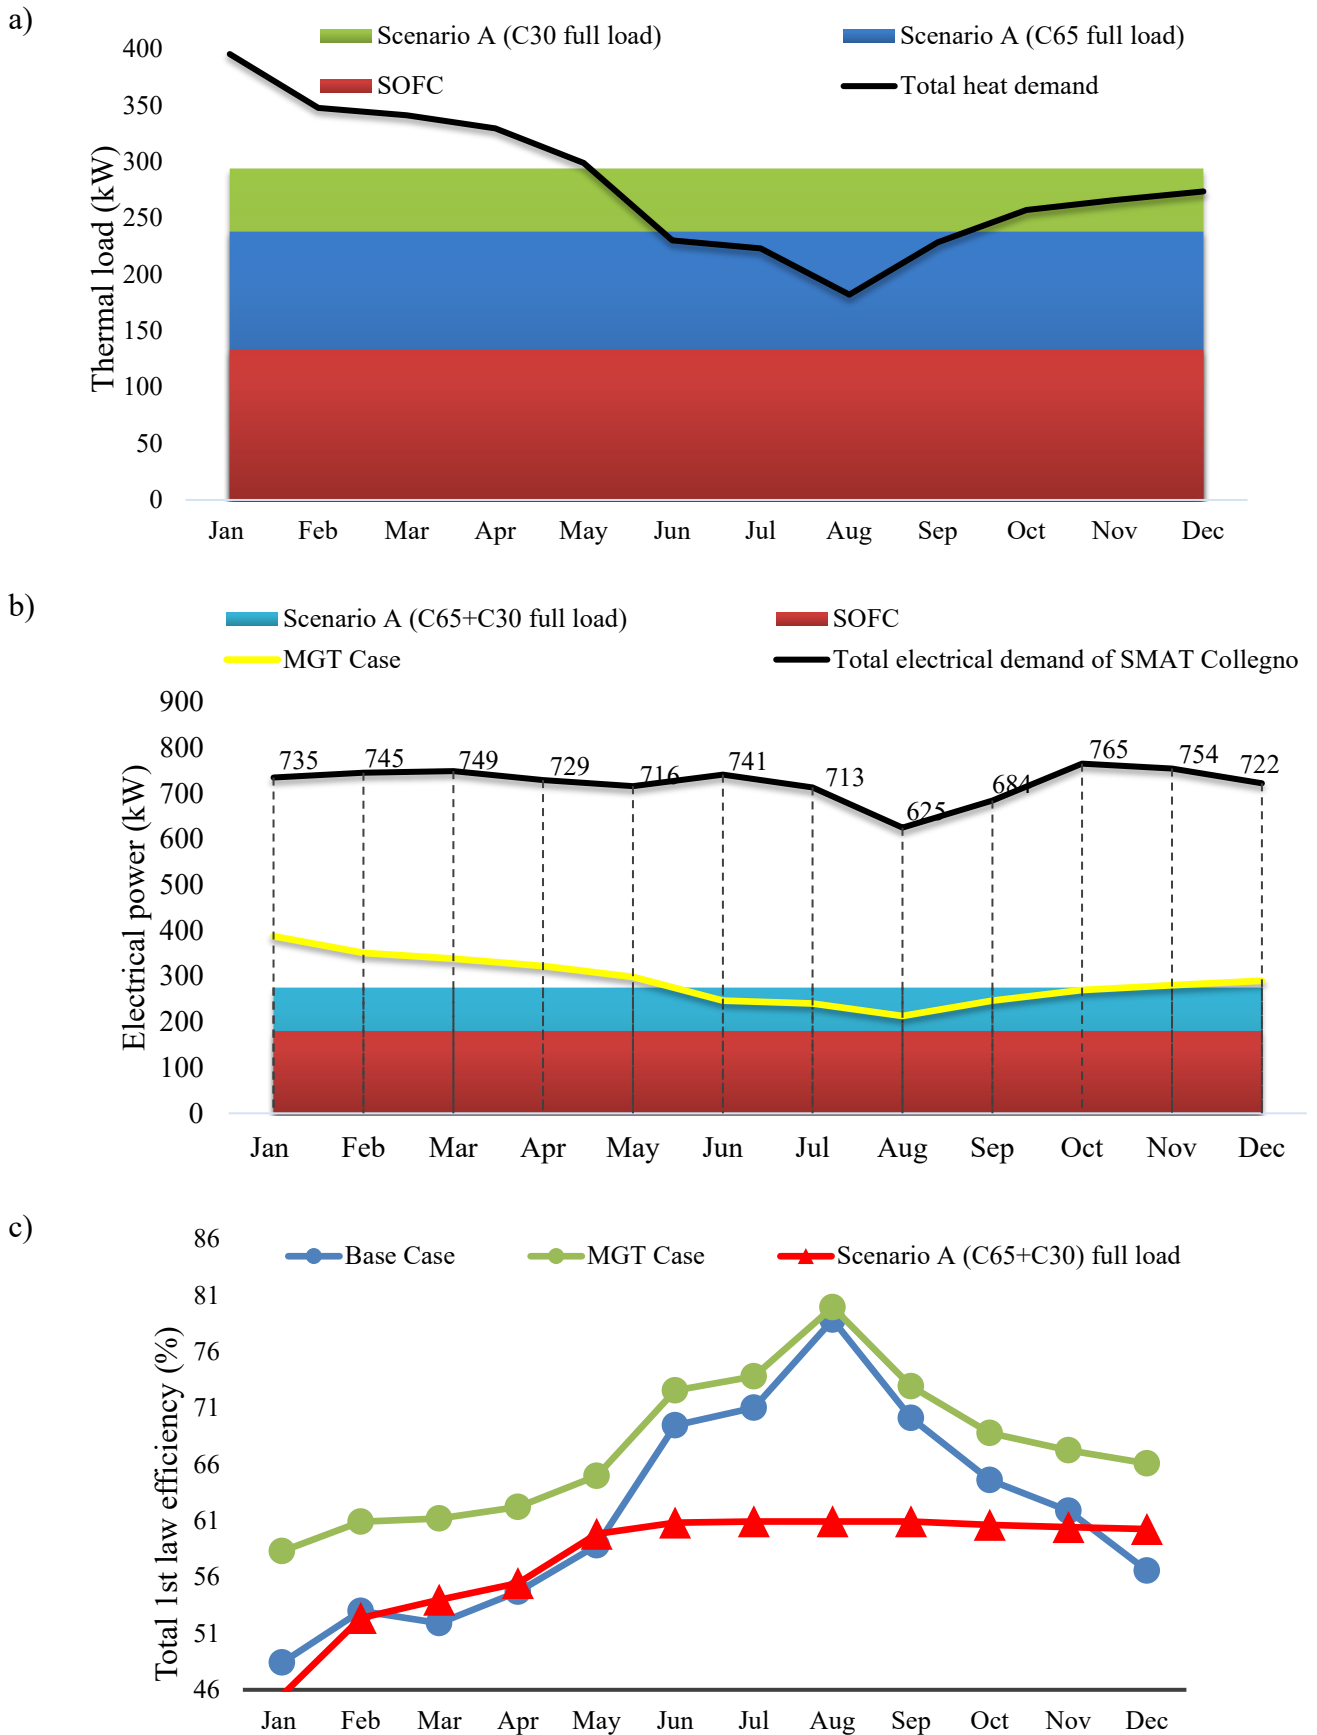 a)
Scenario A (C30 full load)
Scenario A (C65 full load)
SOFC
Total heat demand
Thermal load (kW)
400
350
300
250
200
150
100
50
0
Jan Feb Mar Apr May Jun Jul Aug Sep Oct Nov Dec
b)
Scenario A (C65+C30 full load)
SOFC
MGT Case
Total electrical demand of SMAT Collegno
Electrical power (kW)
900
800
700
600
500
400
300
200
100
0
735 745 749 729 716 741 713 625 684 765 754 722
Jan Feb Mar Apr May Jun Jul Aug Sep Oct Nov Dec
c)
Base Case
MGT Case
Scenario A (C65+C30) full load
Total 1st law efficiency (%)
86
81
76
71
66
61
56
51
46
Jan Feb Mar Apr May Jun Jul Aug Sep Oct Nov Dec